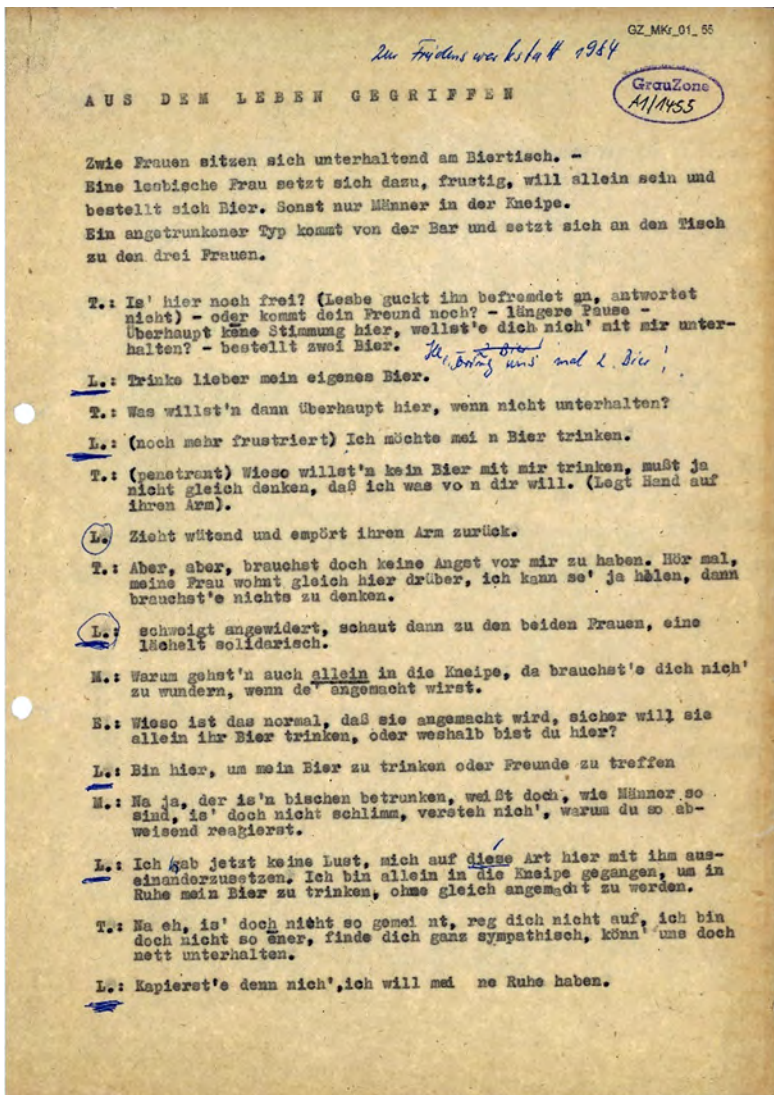 GZ_MKr_01_56
Zur Friedenswerkstatt 1984
GrauZone
A1/1455
AUS DEM LEBEN GEGRIFFEN
Zwie Frauen sitzen sich unterhaltend am Biertisch. -
Eine lesbische Frau setzt sich dazu, frustig, will allein sein und
bestellt sich Bier. Sonst nur Männer in der Kneipe.
Ein angetrunkener Typ kommt von der Bar und setzt sich an den Tisch
zu den drei Frauen.
T.: Is' hier noch frei? (Lesbe guckt ihn befremdet an, antwortet
nicht) - oder kommt dein Freund noch? - längere Pause -
Überhaupt kene Stimmung hier, wellst'e dich nich' mit mir unter-
halten? - bestellt zwei Bier.
2 Bier
bring uns mal 2 Bier!
L.: Trinke lieber mein eigenes Bier.
T.: Was willst'n dann überhaupt hier, wenn nicht unterhalten?
L.: (noch mehr frustriert) Ich möchte mei n Bier trinken.
T.: (penetrant) Wieso willst'n kein Bier mit mir trinken, mußt ja
nicht gleich denken, daß ich was vo n dir will. (Legt Hand auf
ihren Arm).
L. Zieht wütend und empört ihren Arm zurück.
T.: Aber, aber, brauchst doch keine Angst vor mir zu haben. Hör mal,
meine Frau wohnt gleich hier drüber, ich kann se' ja holen, dann
brauchst'e nichts zu denken.
L.: schweigt angewidert, schaut dann zu den beiden Frauen, eine
lächelt solidarisch.
M.: Warum gehst'n auch allein in die Kneipe, da brauchst'e dich nich'
zu wundern, wenn de' angemacht wirst.
E.: Wieso ist das normal, daß sie angemacht wird, sicher will sie
allein ihr Bier trinken, oder weshalb bist du hier?
L.: Bin hier, um mein Bier zu trinken oder Freunde zu treffen
M.: Na ja, der is'n bischen betrunken, weißt doch, wie Männer so
sind, is' doch nicht schlimm, versteh nich', warum du so ab-
weisend reagierst.
L.: Ich hab jetzt keine Lust, mich auf diese Art hier mit ihm aus-
einanderzusetzen. Ich bin allein in die Kneipe gegangen, um in
Ruhe mein Bier zu trinken, ohne gleich angemacht zu werden.
T.: Na eh, is' doch nicht so gemei nt, reg dich nicht auf, ich bin
doch nicht so ener, finde dich ganz sympathisch, könn' uns doch
nett unterhalten.
L.: Kapierst'e denn nich',ich will mei ne Ruhe haben.